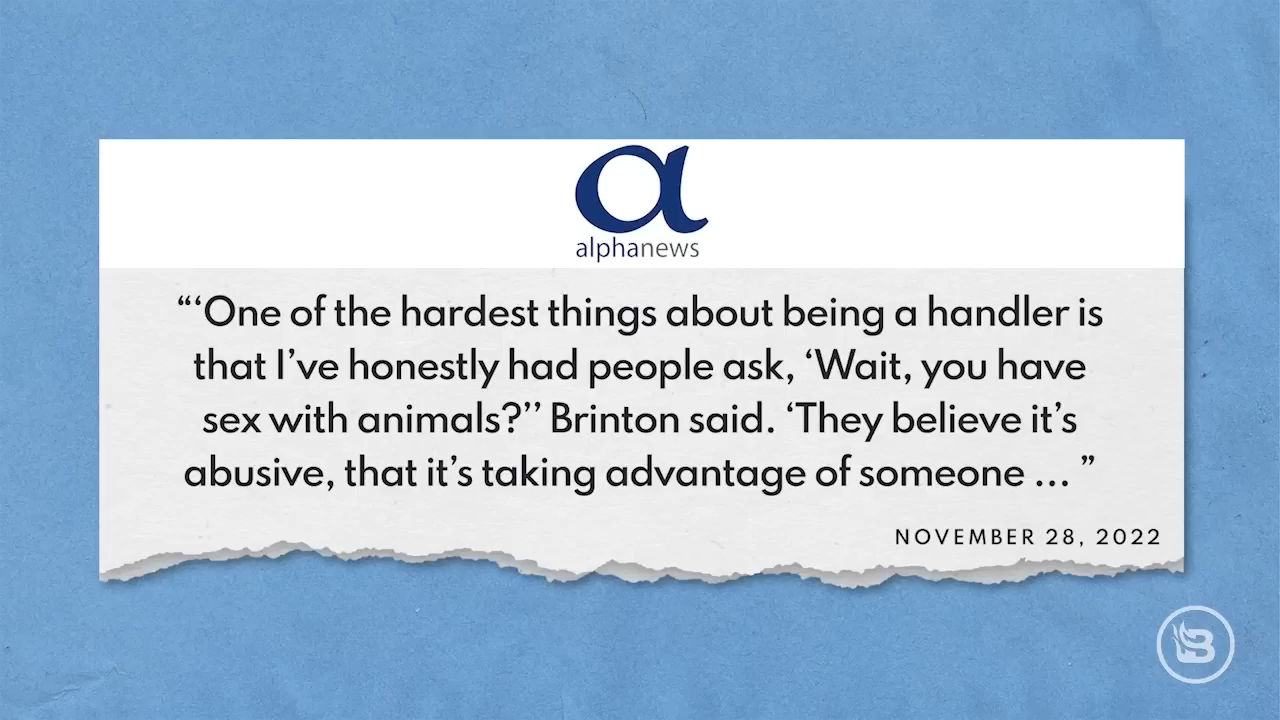 alphanews
“‘One of the hardest things about being a handler is
that I’ve honestly had people ask, ‘Wait, you have
sex with animals?’’ Brinton said. ‘They believe it’s
abusive, that it’s taking advantage of someone ... ”
NOVEMBER 28, 2022
B